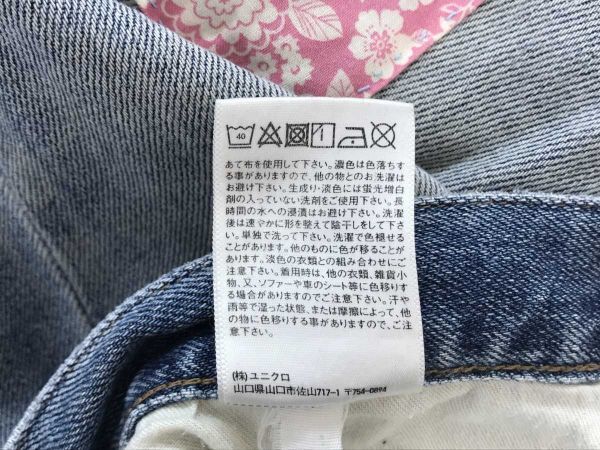 40
あて布を使用して下さい。濃色は色落ちする
事がありますので、他の物とのお洗濯は
お避け下さい。生成り・淡色には蛍光増白
剤の入っていない洗剤をご使用下さい。長
時間の水への浸漬はお避け下さい。洗濯
後は速やかに形を整えて陰干しをして下さ
い。単独で洗って下さい。洗濯で色褪せる
ことがあります。他のものに色が移ることが
あります。淡色の衣類との組み合わせにご
注意下さい。着用時は、他の衣類、雑貨小
物、又、ソファーや車のシート等に色移りす
る場合がありますのでご注意下さい。汗や
雨等で湿った状態、または摩擦によって、他
の物に色移りする事がありますので、ご注
意下さい。
(株)ユニクロ
山口県山口市佐山717-1 〒754-0894